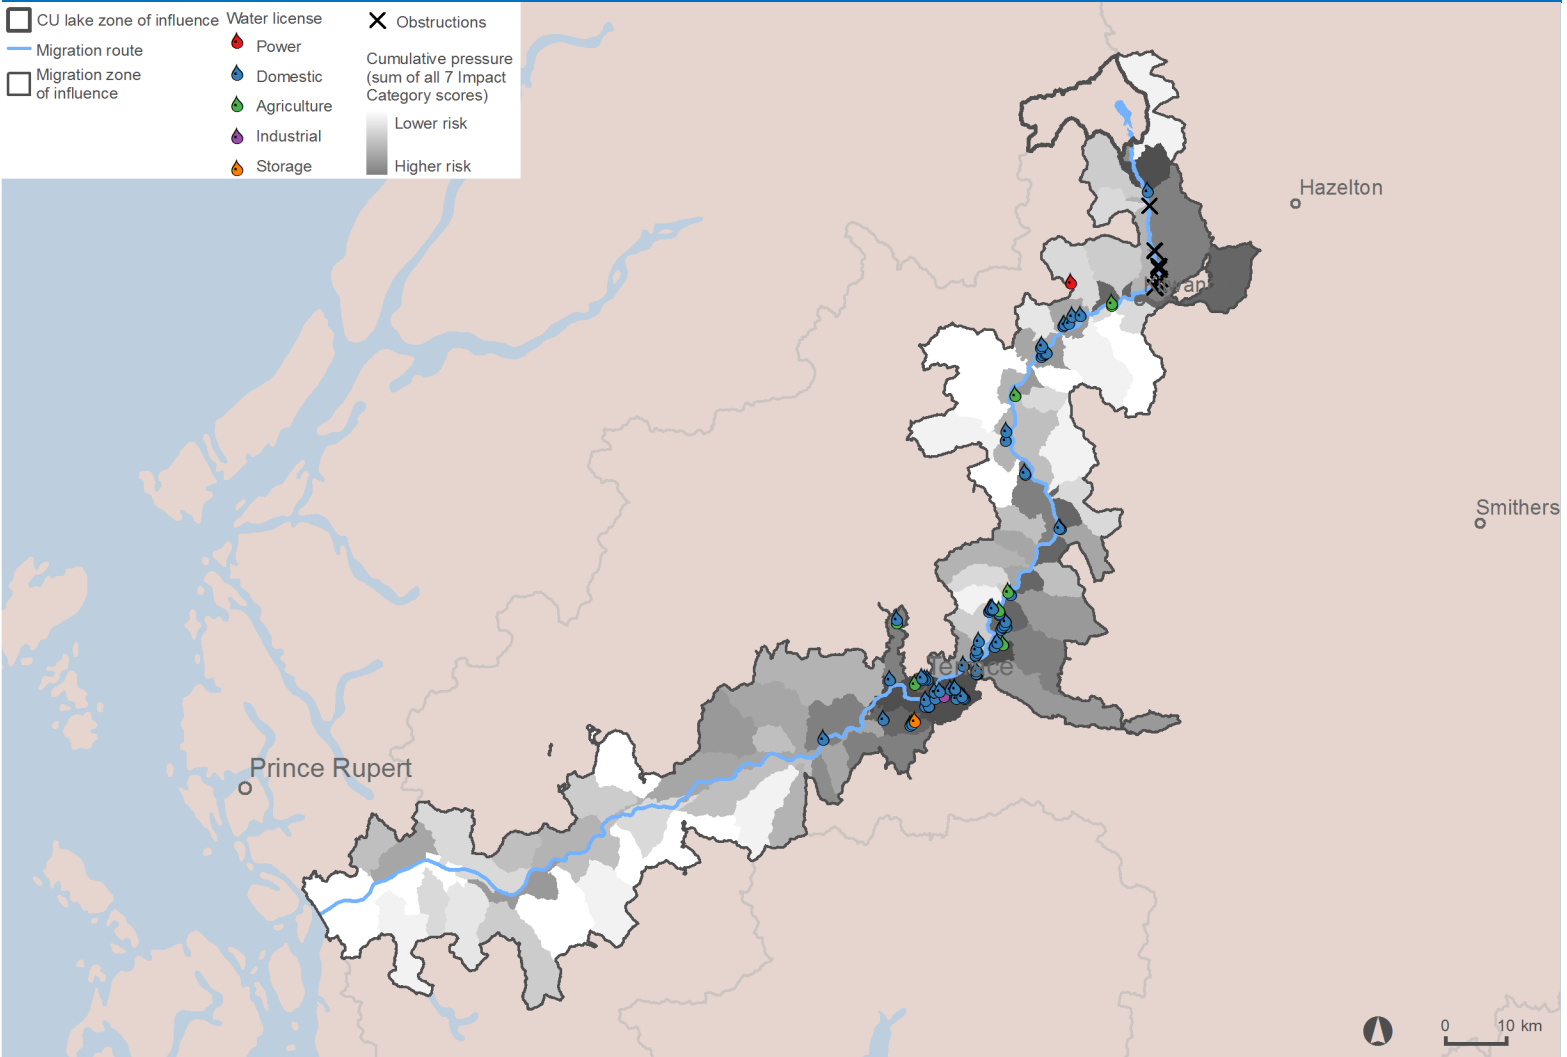 CU lake zone of influence
Migration route
Migration zone
of influence
Water license
Power
Domestic
Agriculture
Industrial
Storage
Obstructions
Cumulative pressure
(sum of all 7 Impact
Category scores)
Lower risk
Higher risk
Hazelton
Smithers
Terrace
Prince Rupert
0 10 km